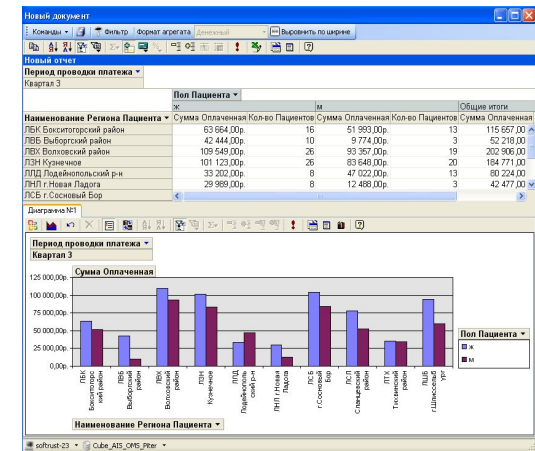 Новый документ
Команды Фильтр Формат агрегата Денежный Выровнить по ширине
Новый отчет
Период проводки платежа
Квартал 3
Пол Пациента
ж м Общие итоги
Наименование Региона Пациента Сумма Оплаченная Кол-во Пациентов Сумма Оплаченная Кол-во Пациентов Сумма Оплаченная
ЛБК Бокситогорский район 63 664,00р. 16 51 993,00р. 13 115 657,00
ЛВБ Выборгский район 42 444,00р. 10 9 774,00р. 3 52 218,00
ЛВХ Волховский район 109 549,00р. 26 93 357,00р. 19 202 906,00
ЛЗН Кузнечное 101 123,00р. 26 83 648,00р. 20 184 771,00
ЛЛД Лодейнопольский р-н 33 202,00р. 8 47 022,00р. 13 80 224,00
ЛНЛ г.Новая Ладога 29 989,00р. 8 12 488,00р. 3 42 477,00
ЛСБ г.Сосновый Бор
Диаграмма №1
Период проводки платежа
Квартал 3
Сумма Оплаченная
125 000,00р.
100 000,00р.
75 000,00р.
50 000,00р.
25 000,00р.
0,00р.
Пол Пациента
ж
м
ЛБК Бокситогорс кий район
ЛВБ Выборгский район
ЛВХ Волховский район
ЛЗН Кузнечное
ЛЛД Лодейнополь ский р-н
ЛНЛ г.Новая Ладога
ЛСБ г.Сосновый Бор
ЛСЛ Сланцевский район
ЛТХ Тихвинский район
ЛШБ г.Шлиссельб ург
Наименование Региона Пациента
softrust-23 Cube_AIS_OMS_Piter